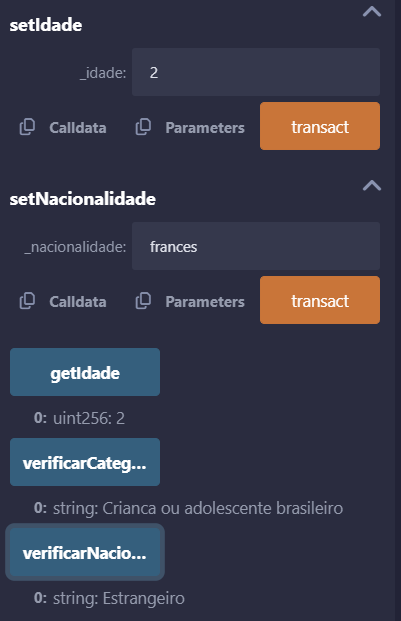 setIdade
_idade: 2
Calldata Parameters transact
setNacionalidade
_nacionalidade: frances
Calldata Parameters transact
getIdade
0: uint256: 2
verificarCateg...
0: string: Crianca ou adolescente brasileiro
verificarNacio...
0: string: Estrangeiro